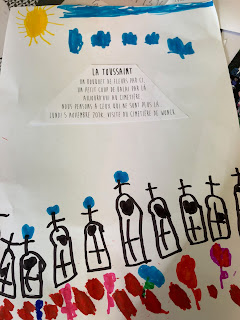 LA TOUSSAINT
UN BOUQUET DE FLEURS PAR CI,
UN PETIT COUP DE BALAI PAR LÀ
AUJOURD'HUI AU CIMETIÈRE
NOUS PENSONS A CEUX QUI NE SONT PLUS LÀ.
LUNDI 5 NOVEMBRE 2018, VISITE DU CIMETIÈRE DE WOMER